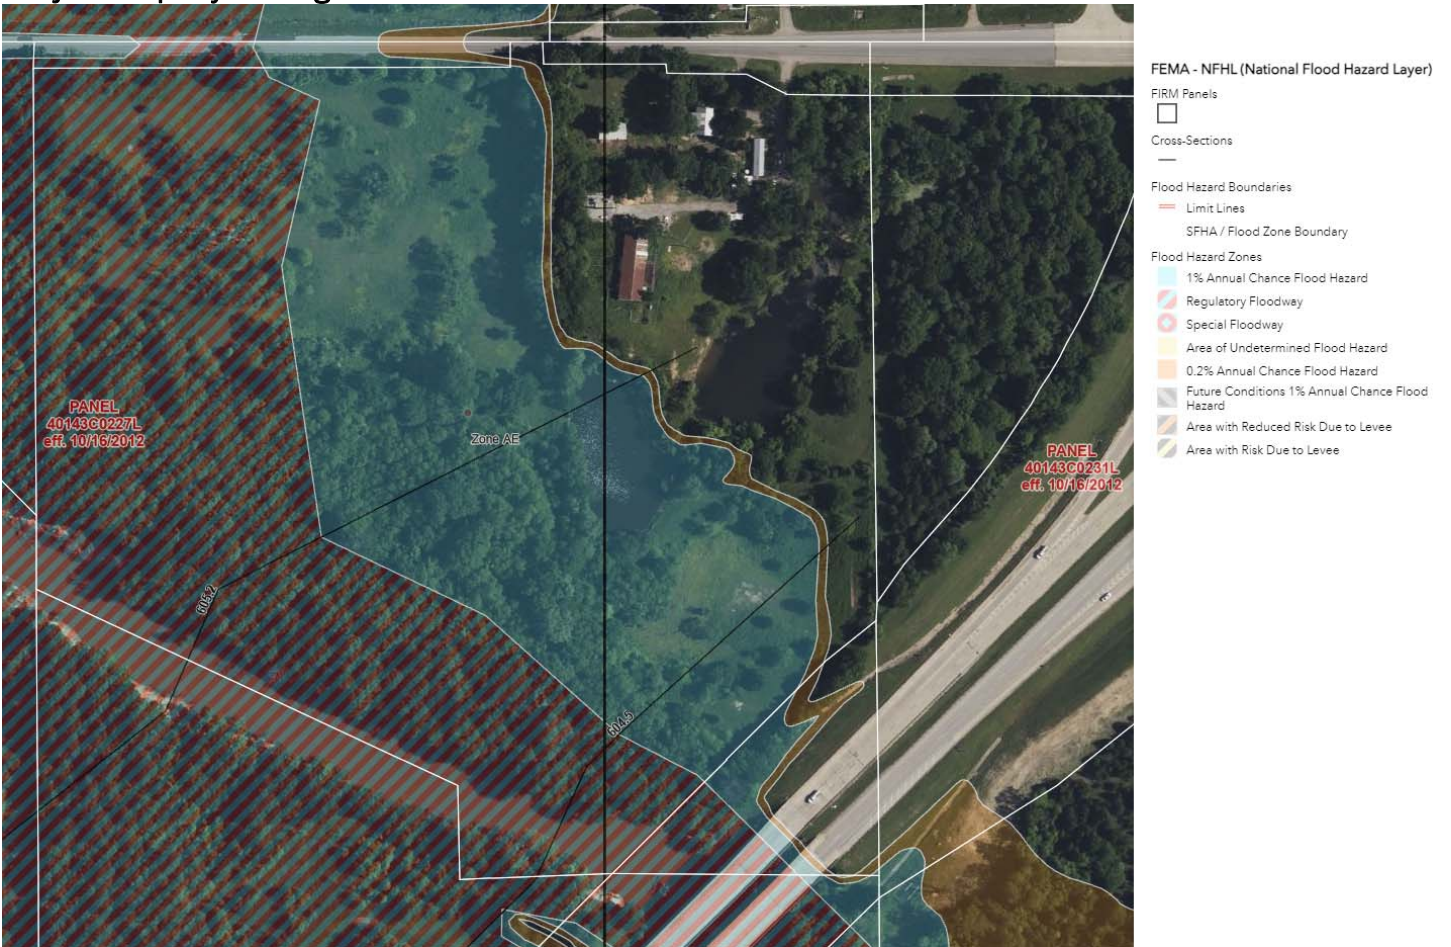 FEMA - NFHL (National Flood Hazard Layer)
FIRM Panels
Cross-Sections
Flood Hazard Boundaries
Limit Lines
SFHA / Flood Zone Boundary
Flood Hazard Zones
1% Annual Chance Flood Hazard
Regulatory Floodway
Special Floodway
Area of Undetermined Flood Hazard
0.2% Annual Chance Flood Hazard
Future Conditions 1% Annual Chance Flood
Hazard
Area with Reduced Risk Due to Levee
Area with Risk Due to Levee
PANEL
40143C0227L
eff. 10/16/2012
Zone AE
PANEL
40143C0231L
eff. 10/16/2012
605.2
604.5